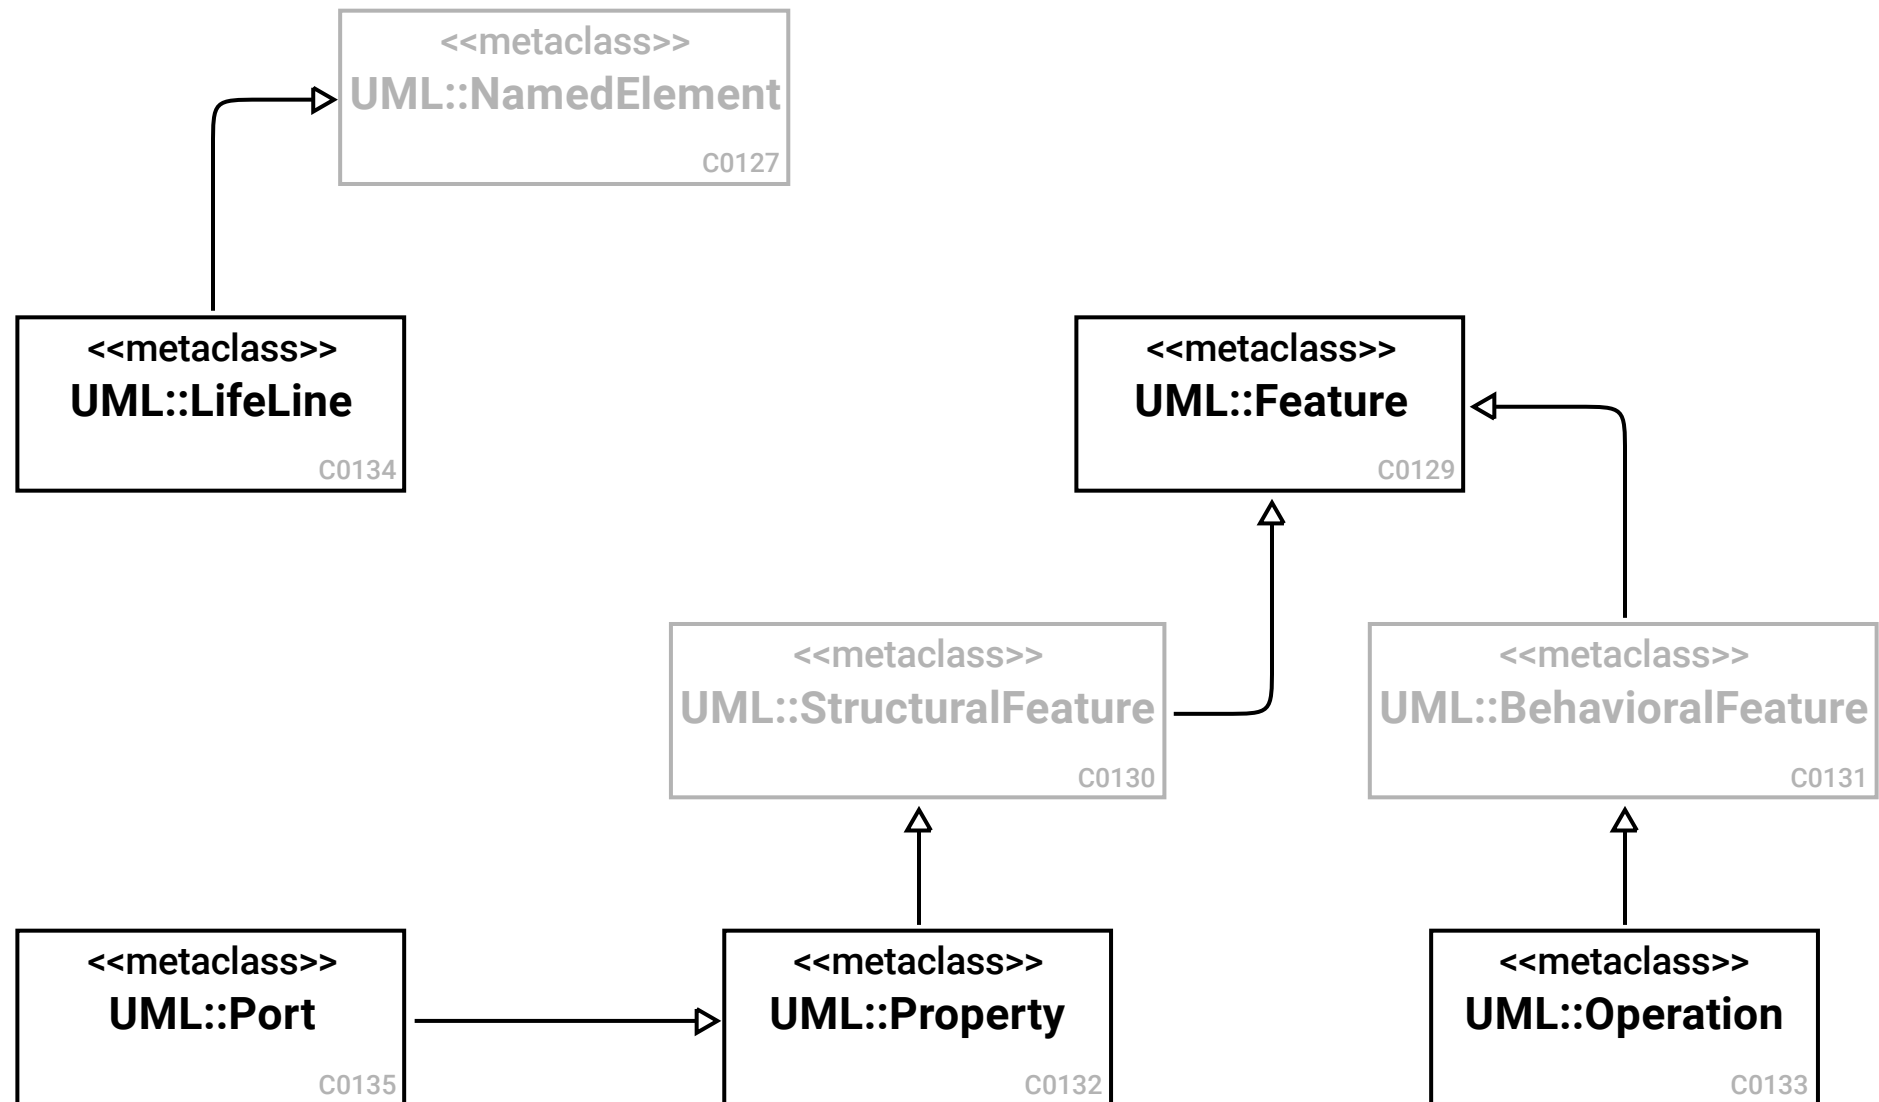 <<metaclass>>
UML::NamedElement
C0127
<<metaclass>>
UML::LifeLine
C0134
<<metaclass>>
UML::Feature
C0129
<<metaclass>>
UML::StructuralFeature
C0130
<<metaclass>>
UML::BehavioralFeature
C0131
<<metaclass>>
UML::Port
C0135
<<metaclass>>
UML::Property
C0132
<<metaclass>>
UML::Operation
C0133